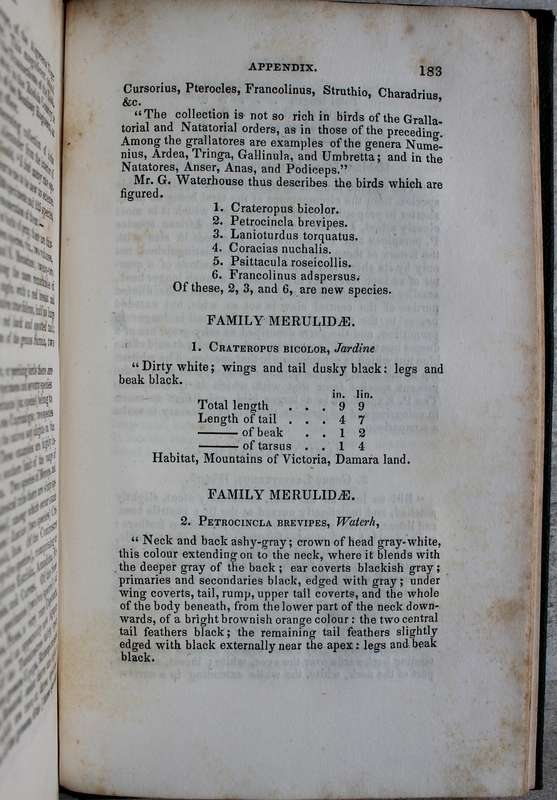 APPENDIX. 183
Cursorius, Pterocles, Francolinus, Struthio, Charadrius,
&c.
"The collection is not so rich in birds of the Gralla-
torial and Natatorial orders, as in those of the preceding.
Among the grallatores are examples of the genera Nume-
nius, Ardea, Tringa, Gallinula, and Umbretta; and in the
Natatores, Anser, Anas, and Podiceps."
Mr. G. Waterhouse thus describes the birds which are
figured.
1. Crateropus bicolor.
2. Petrocincla brevipes.
3. Lanioturdus torquatus.
4. Coracias nuchalis.
5. Psittacula roseicollis.
6. Francolinus adspersus.
Of these, 2, 3, and 6, are new species.
FAMILY MERULIDÆ.
1. CRATEROPUS BICOLOR, Jardine
"Dirty white; wings and tail dusky black: legs and
beak black.
in. lin.
Total length . . . 9 9
Length of tail . . . 4 7
——— of beak . . 1 2
——— of tarsus . . 1 4
Habitat, Mountains of Victoria, Damara land.
FAMILY MERULIDÆ.
2. PETROCINCLA BREVIPES, Waterh,
"Neck and back ashy-gray; crown of head gray-white,
this colour extending on to the neck, where it blends with
the deeper gray of the back; ear coverts blackish gray;
primaries and secondaries black, edged with gray; under
wing coverts, tail, rump, upper tail coverts, and the whole
of the body beneath, from the lower part of the neck down-
wards, of a bright brownish orange colour: the two central
tail feathers black; the remaining tail feathers slightly
edged with black externally near the apex: legs and beak
black.